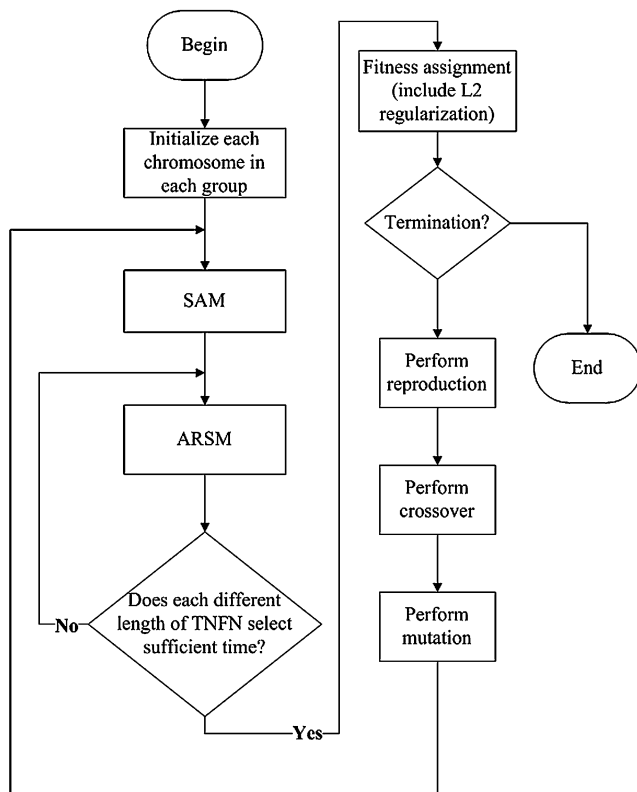 Begin
Initialize each
chromosome in
each group
SAM
ARSM
Does each different
length of TNFN select
sufficient time?
No
Yes
Fitness assignment
(include L2
regularization)
Termination?
End
Perform
reproduction
Perform
crossover
Perform
mutation